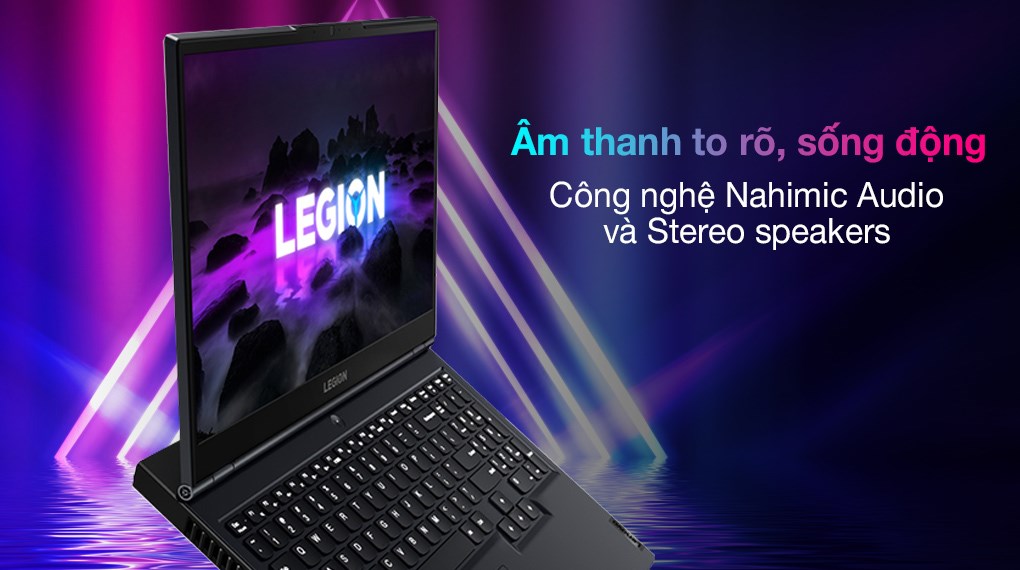 Âm thanh to rõ, sống động
Công nghệ Nahimic Audio
và Stereo speakers
LEGION
LEGION